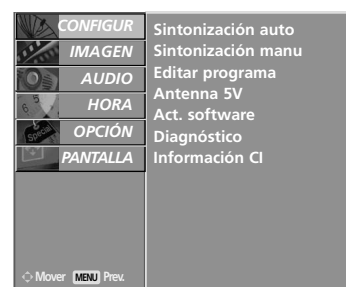 CONFIGUR
IMAGEN
AUDIO
HORA
Special
OPCIÓN
PANTALLA
Sintonización auto
Sintonización manu
Editar programa
Antenna 5V
Act. software
Diagnóstico
Información CI
Mover MENU Prev.